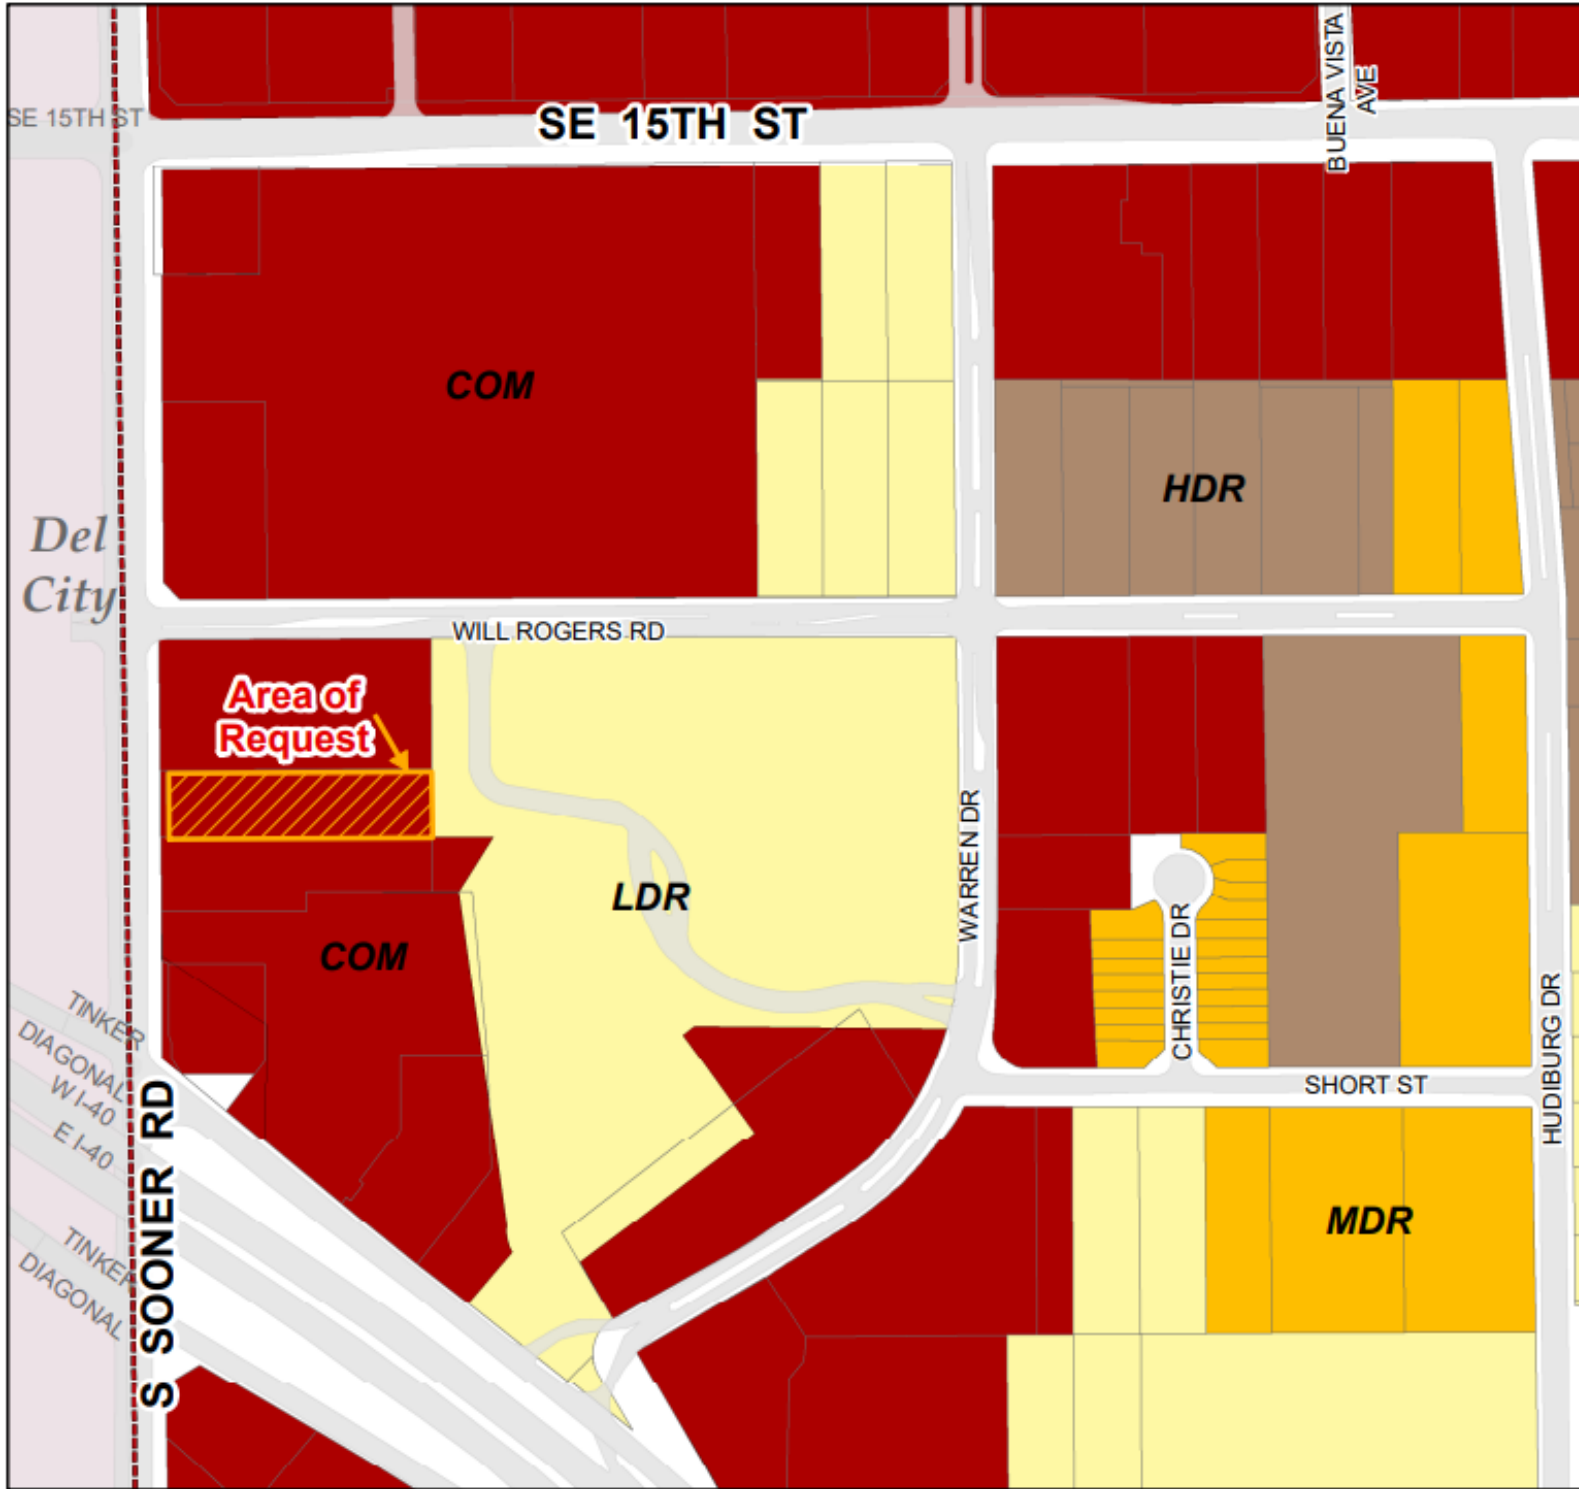 BUENA VISTA
AVE
SE 15TH ST
SE 15TH ST
COM
HDR
Del
City
WILL ROGERS RD
Area of
Request
WARREN DR
LDR
COM
CHRISTIE DR
HUDIBURG DR
TINKER
DIAGONAL
W I-40
E I-40
SHORT ST
S SOONER RD
MDR
TINKER
DIAGONAL